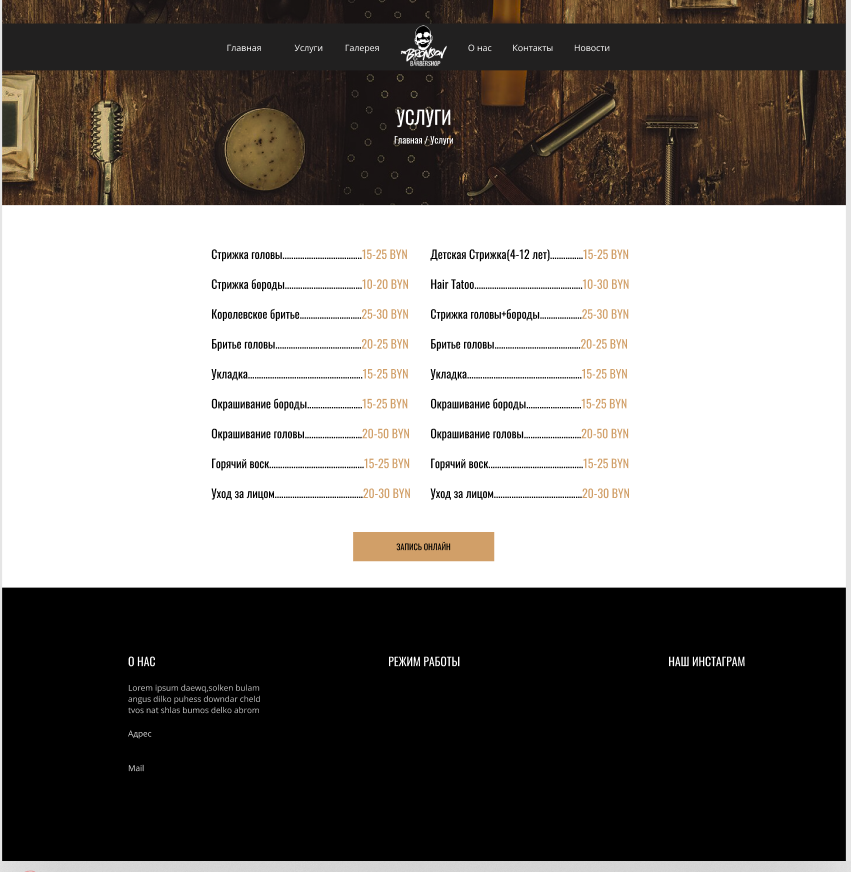 Главная Услуги Галерея THE BRONSON BARBERSHOP О нас Контакты Новости
УСЛУГИ
Главная / Услуги
Стрижка головы....................................15-25 BYN
Стрижка бороды...................................10-20 BYN
Королевское бритье............................25-30 BYN
Бритье головы.......................................20-25 BYN
Укладка....................................................15-25 BYN
Окрашивание бороды.........................15-25 BYN
Окрашивание головы..........................20-50 BYN
Горячий воск...........................................15-25 BYN
Уход за лицом........................................20-30 BYN
Детская Стрижка(4-12 лет)...............15-25 BYN
Hair Tatoo.................................................10-30 BYN
Стрижка головы+бороды...................25-30 BYN
Бритье головы.......................................20-25 BYN
Укладка....................................................15-25 BYN
Окрашивание бороды.........................15-25 BYN
Окрашивание головы..........................20-50 BYN
Горячий воск...........................................15-25 BYN
Уход за лицом........................................20-30 BYN
ЗАПИСЬ ОНЛАЙН
О НАС
Lorem ipsum daewq,solken bulam
angus dilko puhess downdar cheld
tvos nat shlas bumos delko abrom
Адрес
Mail
РЕЖИМ РАБОТЫ
НАШ ИНСТАГРАМ